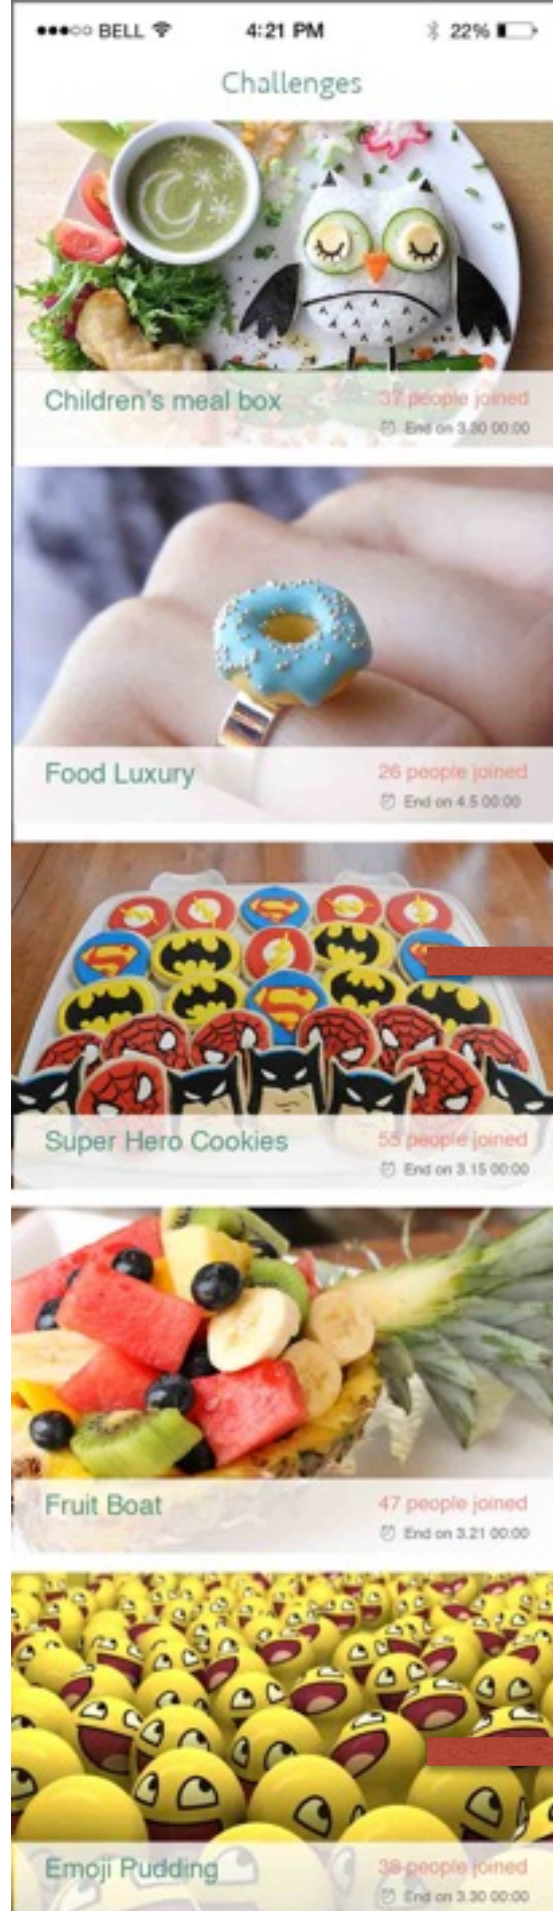 BELL 4:21 PM 22%
Challenges
Children's meal box 37 people joined
End on 3.30 00:00
Food Luxury 26 people joined
End on 4.5 00:00
Super Hero Cookies 55 people joined
End on 3.15 00:00
Fruit Boat 47 people joined
End on 3.21 00:00
Emoji Pudding 38 people joined
End on 3.30 00:00